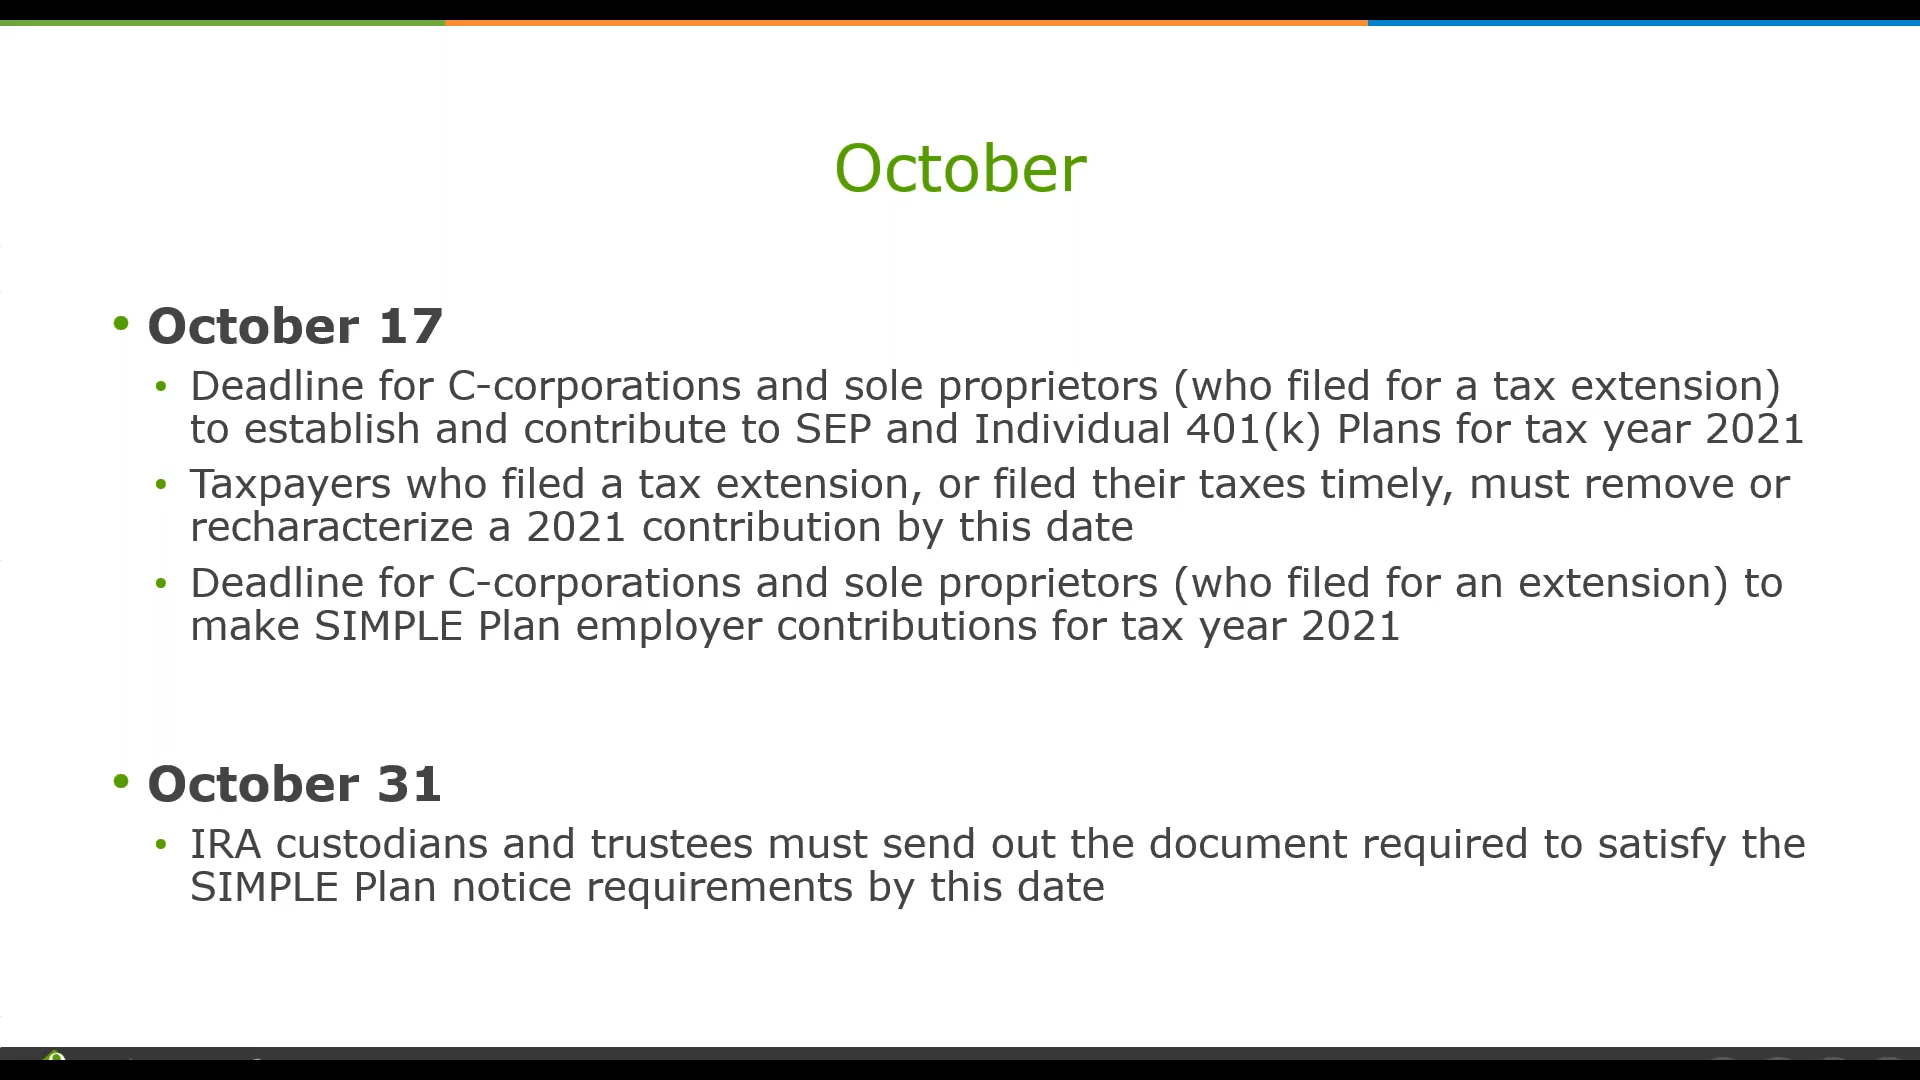 October
• October 17
• Deadline for C-corporations and sole proprietors (who filed for a tax extension)
to establish and contribute to SEP and Individual 401(k) Plans for tax year 2021
• Taxpayers who filed a tax extension, or filed their taxes timely, must remove or
recharacterize a 2021 contribution by this date
• Deadline for C-corporations and sole proprietors (who filed for an extension) to
make SIMPLE Plan employer contributions for tax year 2021
• October 31
• IRA custodians and trustees must send out the document required to satisfy the
SIMPLE Plan notice requirements by this date